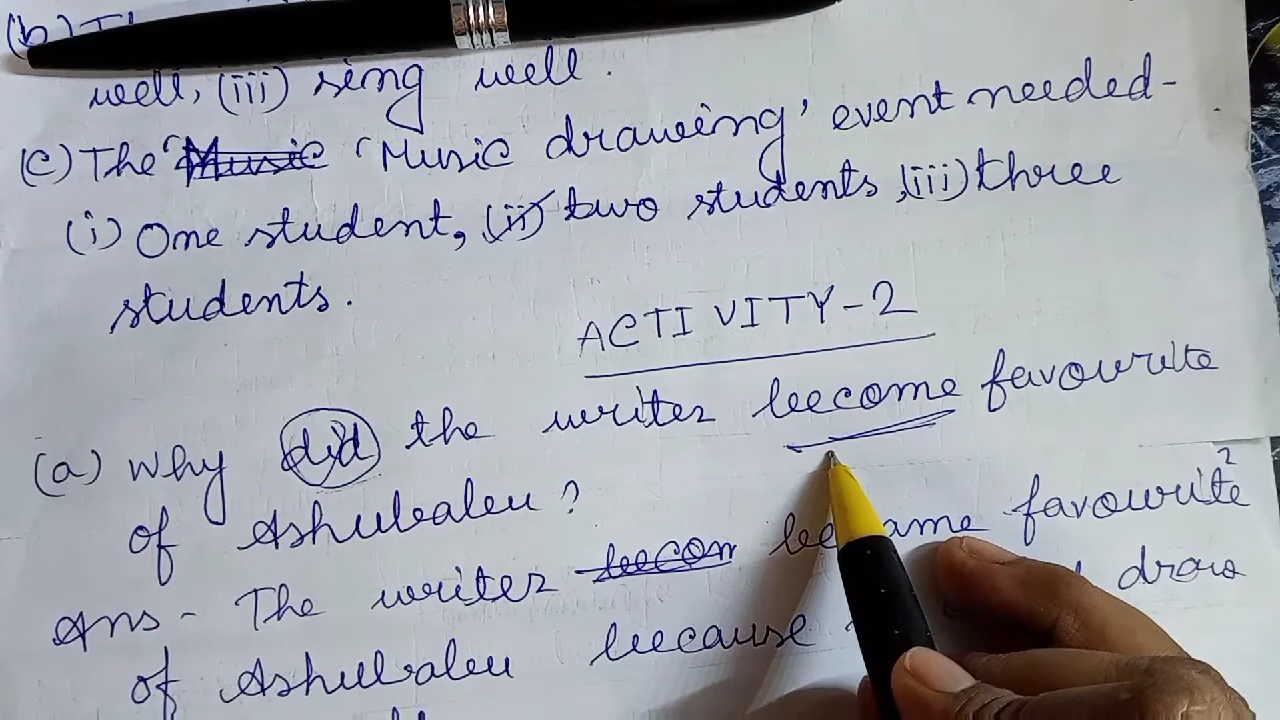 (b)
well, (iii) sing well.
(c) The ‘Music ‘Music drawing’ event needed-
(i) One student, (ii) two students, (iii) three
students.
ACTIVITY-2
(a) Why did the writer become favourite
of Ashubabu?
Ans - The writer becom became favourite
of Ashubabu because draw